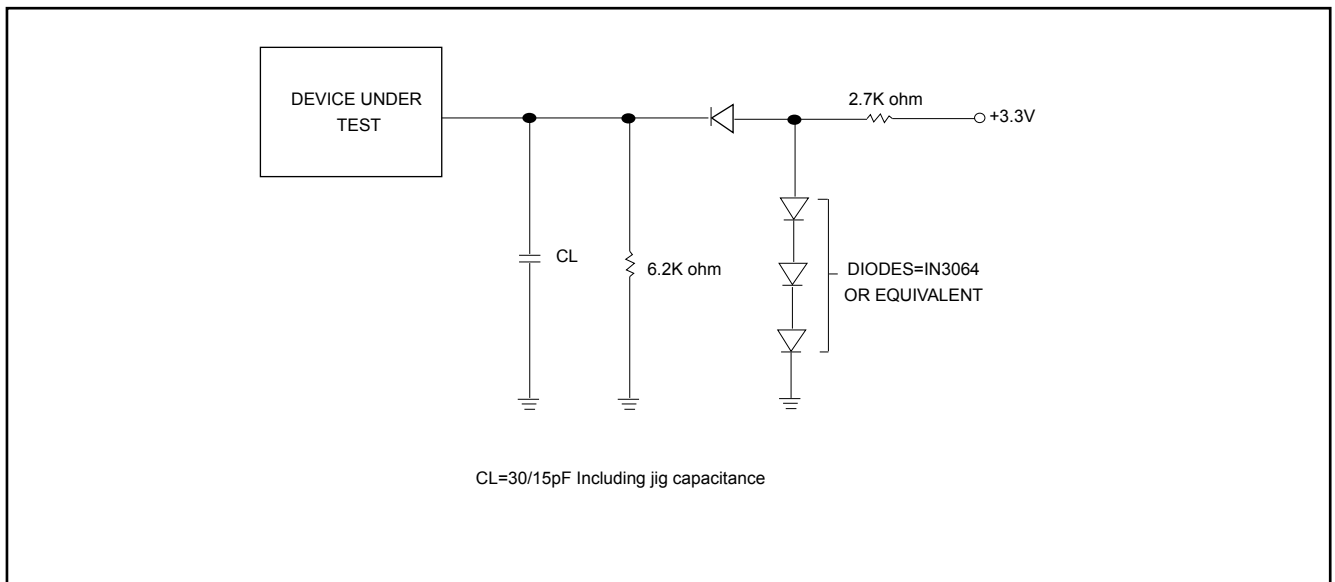 DEVICE UNDER
TEST
2.7K ohm
+3.3V
CL
6.2K ohm
DIODES=IN3064
OR EQUIVALENT
CL=30/15pF Including jig capacitance